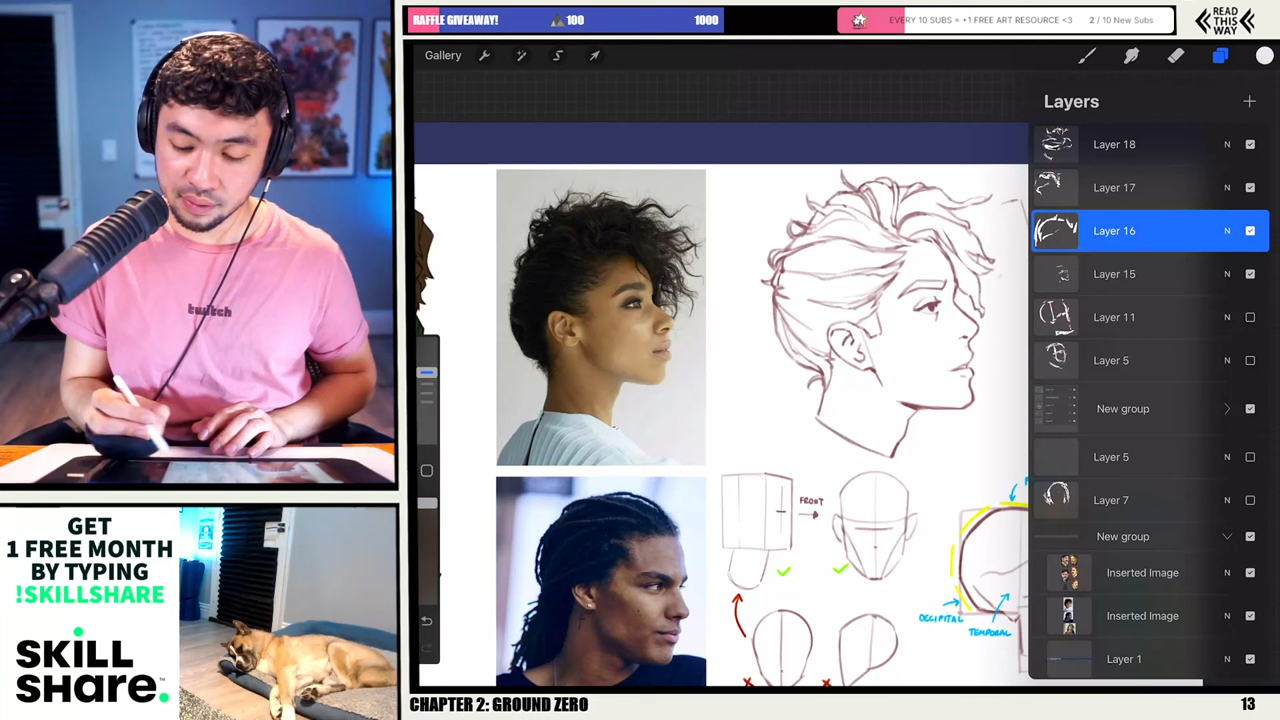 RAFFLE GIVEAWAY!
100
1000
EVERY 10 SUBS = +1 FREE ART RESOURCE <3
2 / 10 New Subs
READ
THIS
WAY
Gallery
Layers
Layer 18
N
Layer 17
N
Layer 16
N
Layer 15
N
Layer 11
N
Layer 5
N
New group
Layer 5
N
Layer 7
N
New group
Inserted Image
N
Inserted Image
N
Layer 1
N
twitch
FRONT
OCCIPITAL
TEMPORAL
GET
1 FREE MONTH
BY TYPING
!SKILLSHARE
SKILL
SHARE.
CHAPTER 2: GROUND ZERO
13